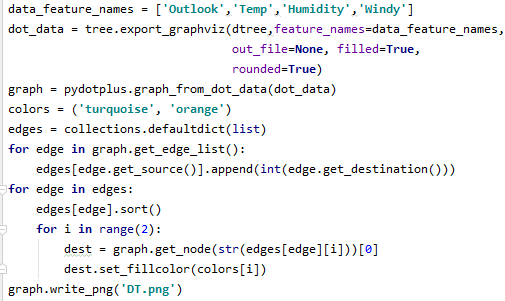 data_feature_names = ['Outlook','Temp','Humidity','Windy']
dot_data = tree.export_graphviz(dtree,feature_names=data_feature_names,
                                out_file=None, filled=True,
                                rounded=True)
graph = pydotplus.graph_from_dot_data(dot_data)
colors = ('turquoise', 'orange')
edges = collections.defaultdict(list)
for edge in graph.get_edge_list():
    edges[edge.get_source()].append(int(edge.get_destination()))
for edge in edges:
    edges[edge].sort()
    for i in range(2):
        dest = graph.get_node(str(edges[edge][i]))[0]
        dest.set_fillcolor(colors[i])
graph.write_png('DT.png')